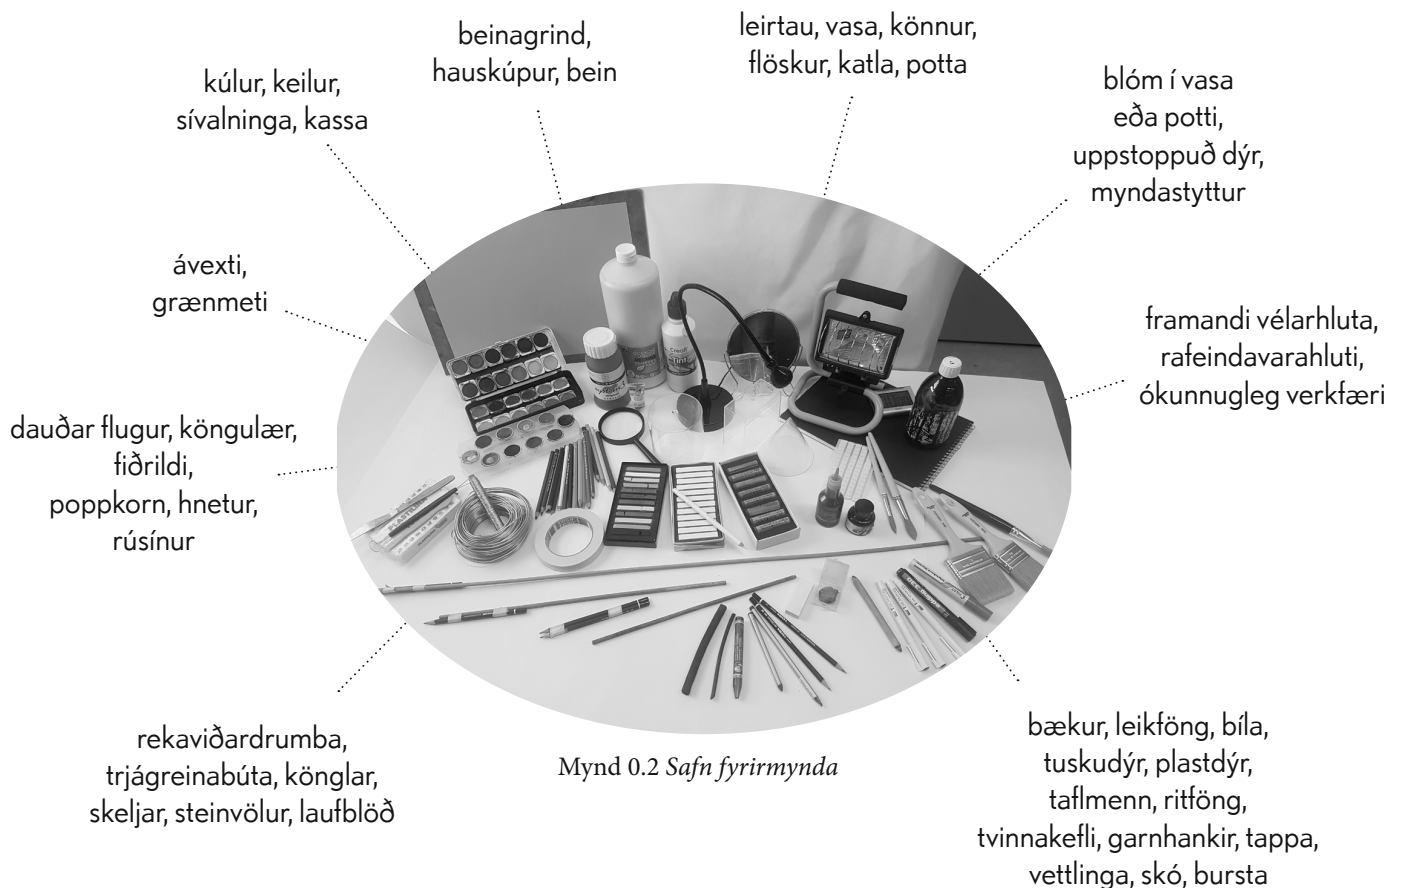 beinagrind,
hauskúpur, bein
leirtau, vasa, könnur,
flöskur, katla, potta
kúlur, keilur,
sívalninga, kassa
blóm í vasa
eða potti,
uppstoppuð dýr,
myndastyttur
ávexti,
grænmeti
framandi vélarhluta,
rafeindavarahluti,
ókunnugleg verkfæri
dauðar flugur, köngulær,
fiðrildi,
poppkorn, hnetur,
rúsínur
rekaviðardrumba,
trjágreinabúta, könglar,
skeljar, steinvölur, laufblöð
Mynd 0.2 Safn fyrirmynda
bækur, leikföng, bíla,
tuskudýr, plastdýr,
taflmenn, ritföng,
tvinnakefli, garnhankir, tappa,
vettlinga, skó, bursta